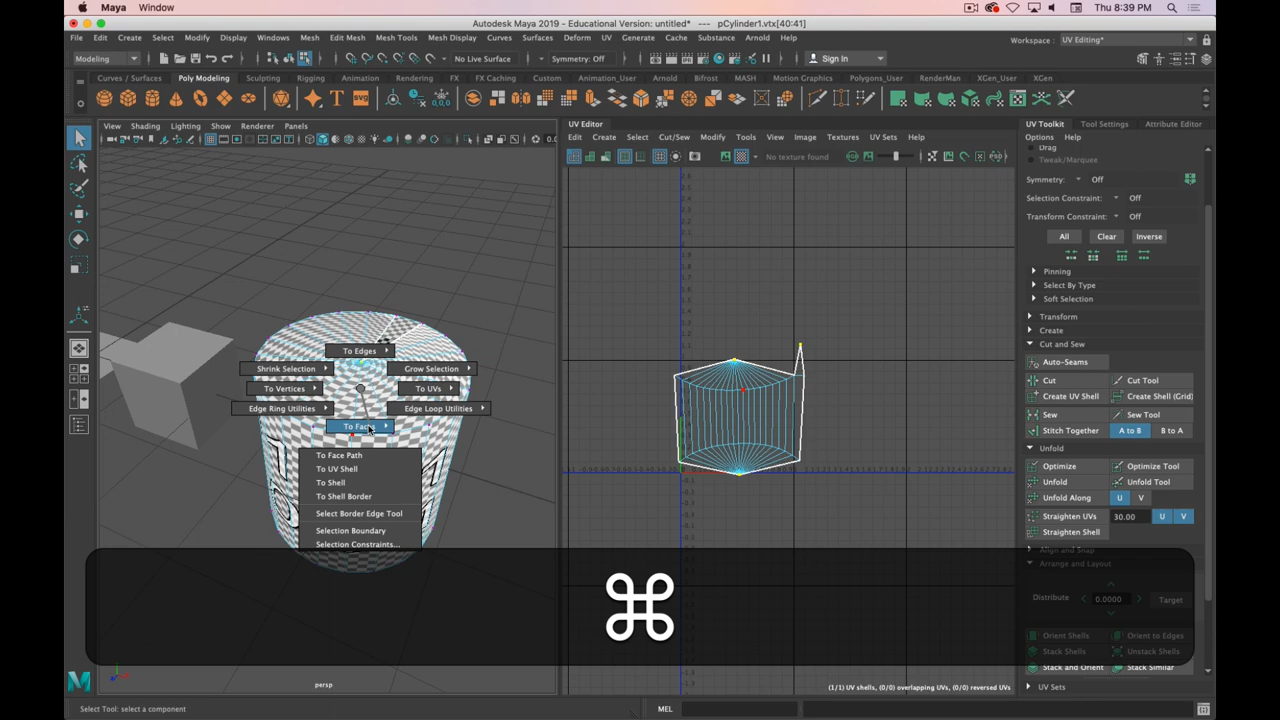 Maya Window
Thu 8:39 PM
Autodesk Maya 2019 - Educational Version: untitled* --- pCylinder1.vtx[40:41]
File Edit Create Select Modify Display Windows Mesh Edit Mesh Mesh Tools Mesh Display Curves Surfaces Deform UV Generate Cache Substance Arnold Help
Workspace : UV Editing*
Modeling No Live Surface Symmetry: Off Sign In
Curves / Surfaces Poly Modeling Sculpting Rigging Animation Rendering FX FX Caching Custom Animation_User Arnold Bifrost MASH Motion Graphics Polygons_User RenderMan XGen_User XGen
View Shading Lighting Show Renderer Panels
UV Editor
Edit Create Select Cut/Sew Modify Tools View Image Textures UV Sets Help
No texture found
UV Toolkit Tool Settings Attribute Editor
Options Help
Drag
Tweak/Marquee
Symmetry: Off
Selection Constraint: Off
Transform Constraint: Off
All Clear Inverse
Pinning
Select By Type
Soft Selection
Transform
Create
Cut and Sew
Auto-Seams
Cut Cut Tool
Create UV Shell Create Shell (Grid)
Sew Sew Tool
Stitch Together A to B B to A
Unfold
Optimize Optimize Tool
Unfold Unfold Tool
Unfold Along U V
Straighten UVs 30.00 U V
Straighten Shell
Align and Snap
Arrange and Layout
Distribute 0.0000 Target
Orient Shells Orient to Edges
Stack Shells Unstack Shells
Stack and Orient Stack Similar
UV Sets
To Edges
Shrink Selection Grow Selection
To Vertices To UVs
Edge Ring Utilities Edge Loop Utilities
To Faces
To Face Path
To UV Shell
To Shell
To Shell Border
Select Border Edge Tool
Selection Boundary
Selection Constraints...
⌘
persp
(1/1) UV shells, (0/0) overlapping UVs, (0/0) reversed UVs
Select Tool: select a component
MEL